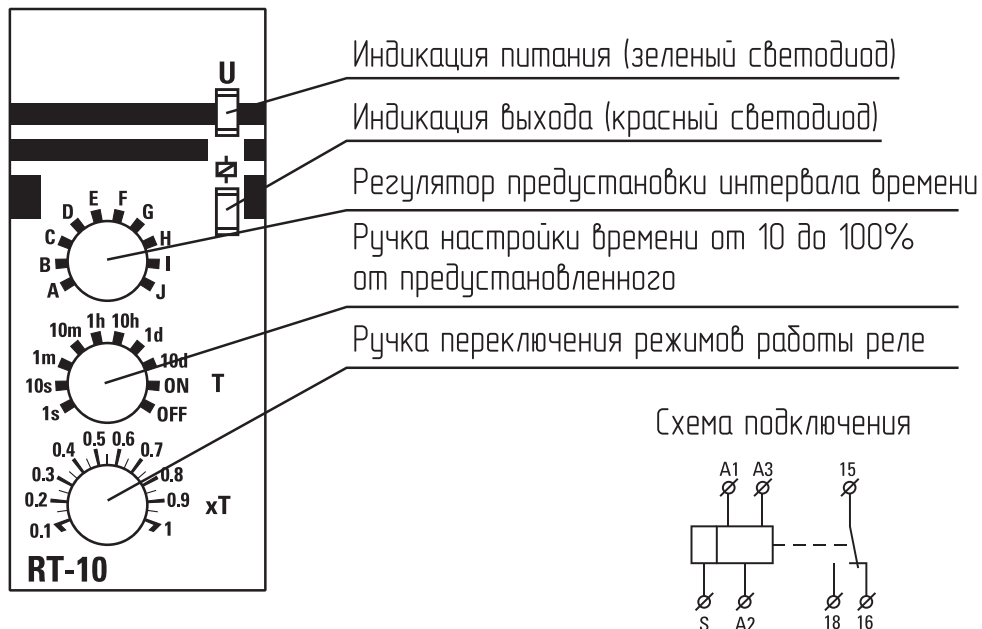 U
Индикация питания (зеленый светодиод)
Индикация выхода (красный светодиод)
Регулятор предустановки интервала времени
Ручка настройки времени от 10 до 100%
от предустановленного
Ручка переключения режимов работы реле
A B C D E F G H I J
1s 10s 1m 10m 1h 10h 1d 10d ON OFF
T
0.1 0.2 0.3 0.4 0.5 0.6 0.7 0.8 0.9 1
xT
RT-10
Схема подключения
A1 A3 15
S A2 18 16